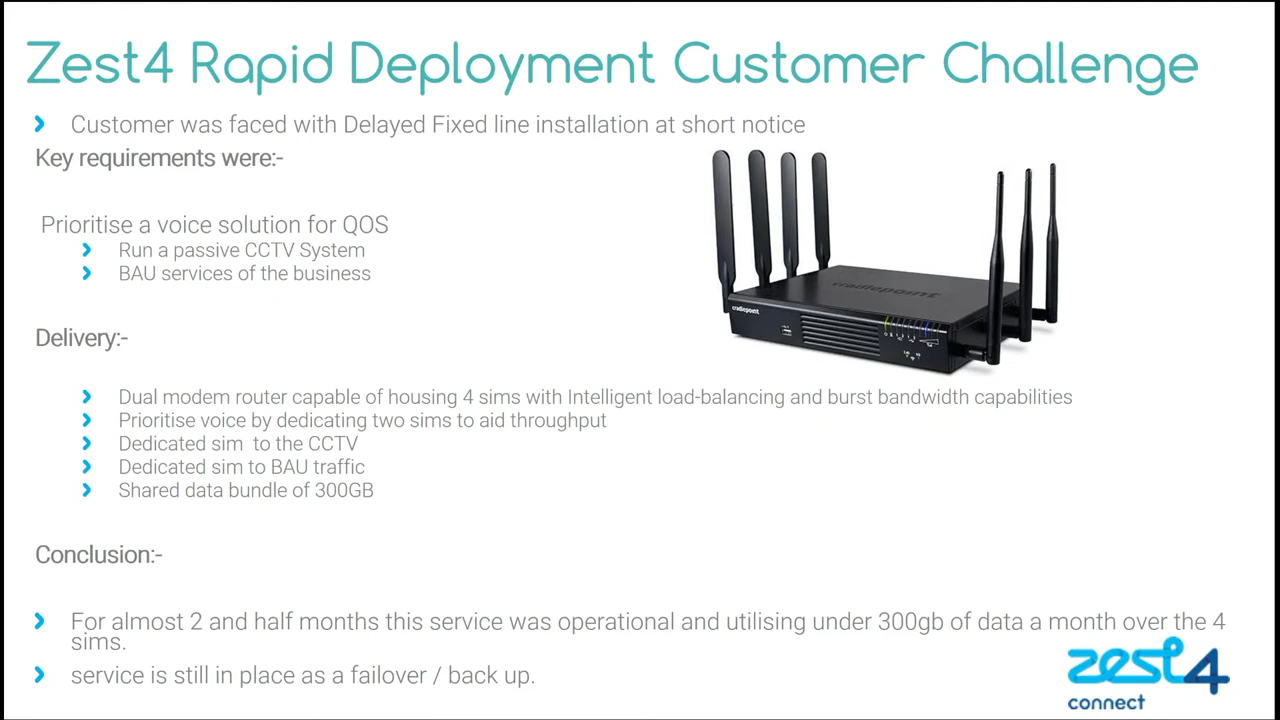 Zest4 Rapid Deployment Customer Challenge
Customer was faced with Delayed Fixed line installation at short notice
Key requirements were:-
Prioritise a voice solution for QOS
Run a passive CCTV System
BAU services of the business
cradlepoint
cradlepoint
Delivery:-
Dual modem router capable of housing 4 sims with Intelligent load-balancing and burst bandwidth capabilities
Prioritise voice by dedicating two sims to aid throughput
Dedicated sim  to the CCTV
Dedicated sim to BAU traffic
Shared data bundle of 300GB
Conclusion:-
For almost 2 and half months this service was operational and utilising under 300gb of data a month over the 4
sims.
service is still in place as a failover / back up.
zest4
connect